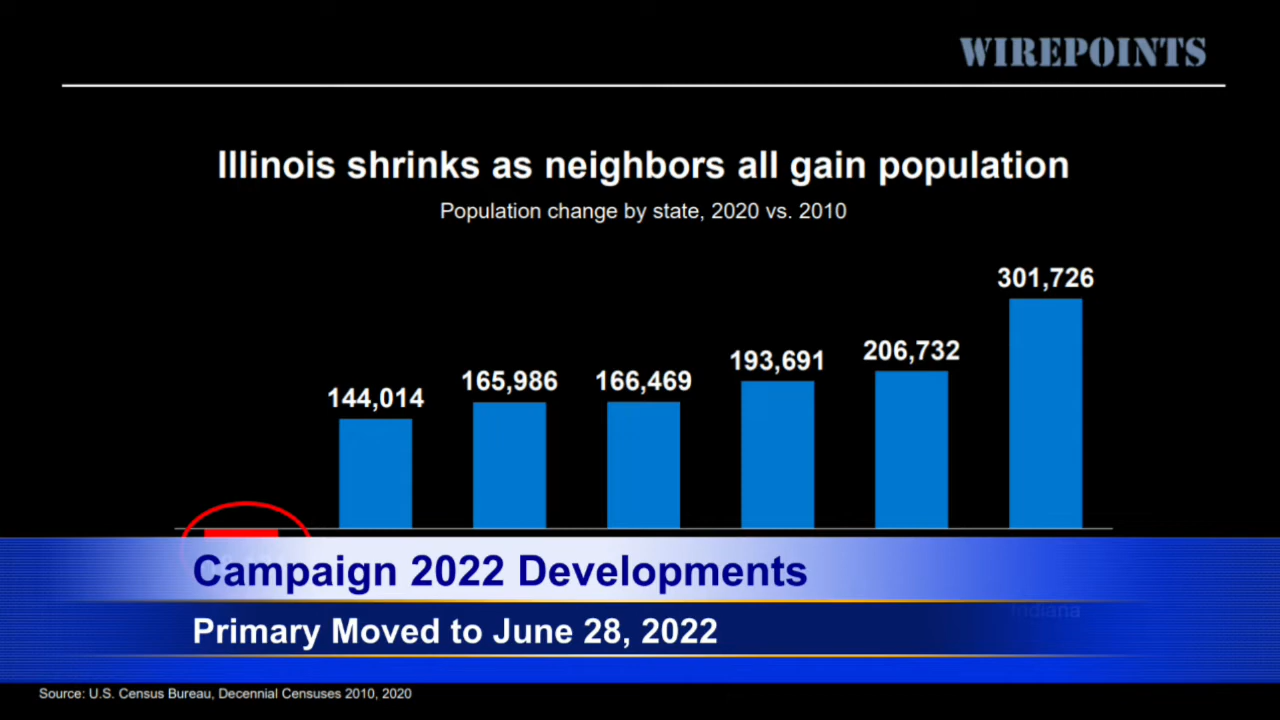 WIREPOINTS
Illinois shrinks as neighbors all gain population
Population change by state, 2020 vs. 2010
301,726
206,732
193,691
166,469
165,986
144,014
Campaign 2022 Developments
Indiana
Primary Moved to June 28, 2022
Source: U.S. Census Bureau, Decennial Censuses 2010, 2020